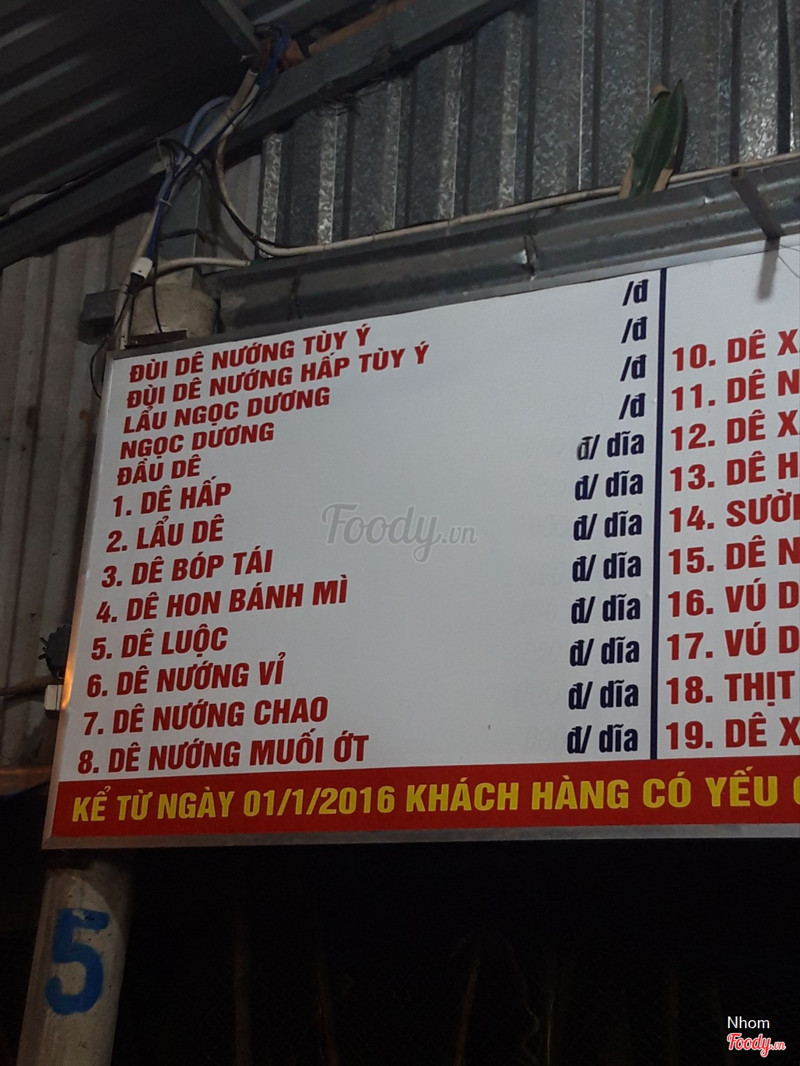 ĐÙI DÊ NƯỚNG TÙY Ý /đ
ĐÙI DÊ NƯỚNG HẤP TÙY Ý /đ
LẨU NGỌC DƯƠNG /đ
NGỌC DƯƠNG /đ
ĐẦU DÊ đ/ dĩa
1. DÊ HẤP đ/ dĩa
2. LẨU DÊ đ/ dĩa
3. DÊ BÓP TÁI đ/ dĩa
4. DÊ HON BÁNH MÌ đ/ dĩa
5. DÊ LUỘC đ/ dĩa
6. DÊ NƯỚNG VỈ đ/ dĩa
7. DÊ NƯỚNG CHAO đ/ dĩa
8. DÊ NƯỚNG MUỐI ỚT
10. DÊ X
11. DÊ N
12. DÊ X
13. DÊ H
14. SƯỜ
15. DÊ N
16. VÚ D
17. VÚ D
18. THỊT
19. DÊ X
KỂ TỪ NGÀY 01/1/2016 KHÁCH HÀNG CÓ YẾU
5
Foody.vn
Nhom
Foody.vn